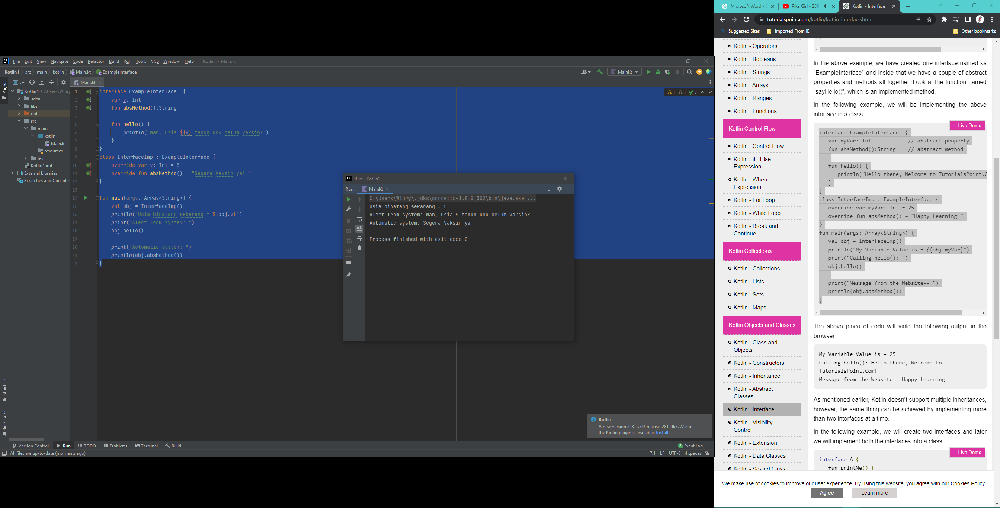 File Edit View Navigate Code Refactor Build Run Tools VCS Window Help Kotlin1 - Main.kt
Kotlin1 src main kotlin Main.kt ExampleInterface
MainKt
Project
Main.kt
Kotlin1 C:\Users\Winry
.idea
libs
out
src
main
kotlin
Main.kt
resources
test
Kotlin1.iml
External Libraries
Scratches and Consoles
Structure
Bookmarks
1 1 7
1 interface ExampleInterface {
2 var v: Int
3 fun absMethod():String
4
5 fun hello() {
6 println("Wah, usia ${v} tahun kok belum vaksin?")
7 }
8 }
9 class InterfaceImp : ExampleInterface {
10 override var v: Int = 5
11 override fun absMethod() = "Segera Vaksin ya! "
12 }
13
14 fun main(args: Array<String>) {
15 val obj = InterfaceImp()
16 println("Usia binatang sekarang = ${obj.v}")
17 print("Alert from system: ")
18 obj.hello()
19
20 print("Automatic system: ")
21 println(obj.absMethod())
22 }
Run - Kotlin1
Run: MainKt
C:\Users\Winry\.jdks\corretto-1.8.0_302\bin\java.exe ...
Usia binatang sekarang = 5
Alert from system: Wah, usia 5 tahun kok belum vaksin?
Automatic system: Segera Vaksin ya!
Process finished with exit code 0
Kotlin
A new version 213-1.7.0-release-281-IJ6777.52 of
the Kotlin plugin is available. Install
Version Control Run TODO Problems Terminal Build
2 Event Log
All files are up-to-date (moments ago)
7:1 LF UTF-8 4 spaces
Microsoft Word - S Pika Girl - S3R Kotlin - Interface
tutorialspoint.com/kotlin/kotlin_interface.htm
Suggested Sites Imported From IE Other bookmarks
Kotlin - Operators
Kotlin - Booleans
Kotlin - Strings
Kotlin - Arrays
Kotlin - Ranges
Kotlin - Functions
Kotlin Control Flow
Kotlin - Control Flow
Kotlin - if...Else
Expression
Kotlin - When
Expression
Kotlin - For Loop
Kotlin - While Loop
Kotlin - Break and
Continue
Kotlin Collections
Kotlin - Collections
Kotlin - Lists
Kotlin - Sets
Kotlin - Maps
Kotlin Objects and Classes
Kotlin - Class and
Objects
Kotlin - Constructors
Kotlin - Inheritance
Kotlin - Abstract
Classes
Kotlin - Interface
Kotlin - Visibility
Control
Kotlin - Extension
Kotlin - Data Classes
Kotlin - Sealed Class
In the above example, we have created one interface named as
“ExampleInterface” and inside that we have a couple of abstract
properties and methods all together. Look at the function named
“sayHello()”, which is an implemented method.
In the following example, we will be implementing the above
interface in a class.
Live Demo
interface ExampleInterface {
var myVar: Int // abstract property
fun absMethod():String // abstract method
fun hello() {
println("Hello there, Welcome to TutorialsPoint.C
}
}
class InterfaceImp : ExampleInterface {
override var myVar: Int = 25
override fun absMethod() = "Happy Learning "
}
fun main(args: Array<String>) {
val obj = InterfaceImp()
println("My Variable Value is = ${obj.myVar}")
print("Calling hello(): ")
obj.hello()
print("Message from the Website-- ")
println(obj.absMethod())
}
The above piece of code will yield the following output in the
browser.
My Variable Value is = 25
Calling hello(): Hello there, Welcome to
TutorialsPoint.Com!
Message from the Website-- Happy Learning
As mentioned earlier, Kotlin doesn’t support multiple inheritances,
however, the same thing can be achieved by implementing more
than two interfaces at a time.
In the following example, we will create two interfaces and later
we will implement both the interfaces into a class.
Live Demo
interface A {
fun printMe() {
We make use of cookies to improve our user experience. By using this website, you agree with our Cookies Policy.
Agree Learn more